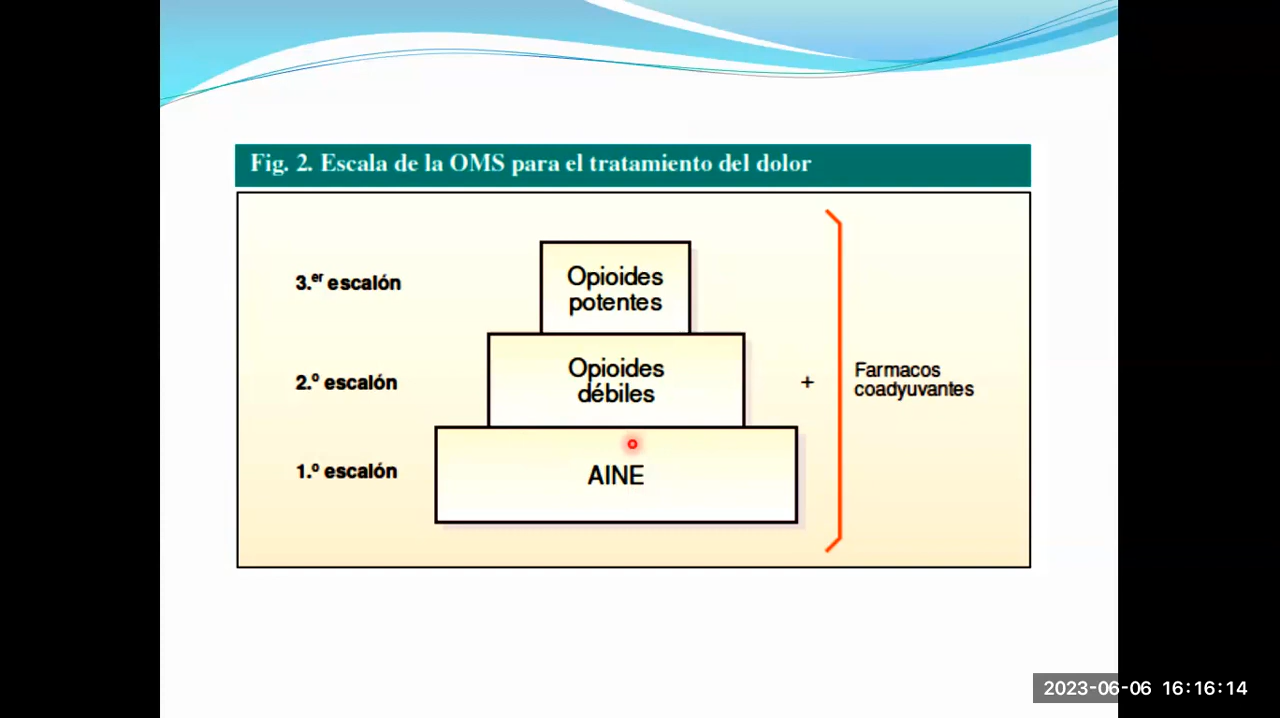 Fig. 2. Escala de la OMS para el tratamiento del dolor
3.er escalón
Opioides
potentes
2.º escalón
Opioides
débiles
+
Farmacos
coadyuvantes
1.º escalón
AINE
2023-06-06 16:16:14